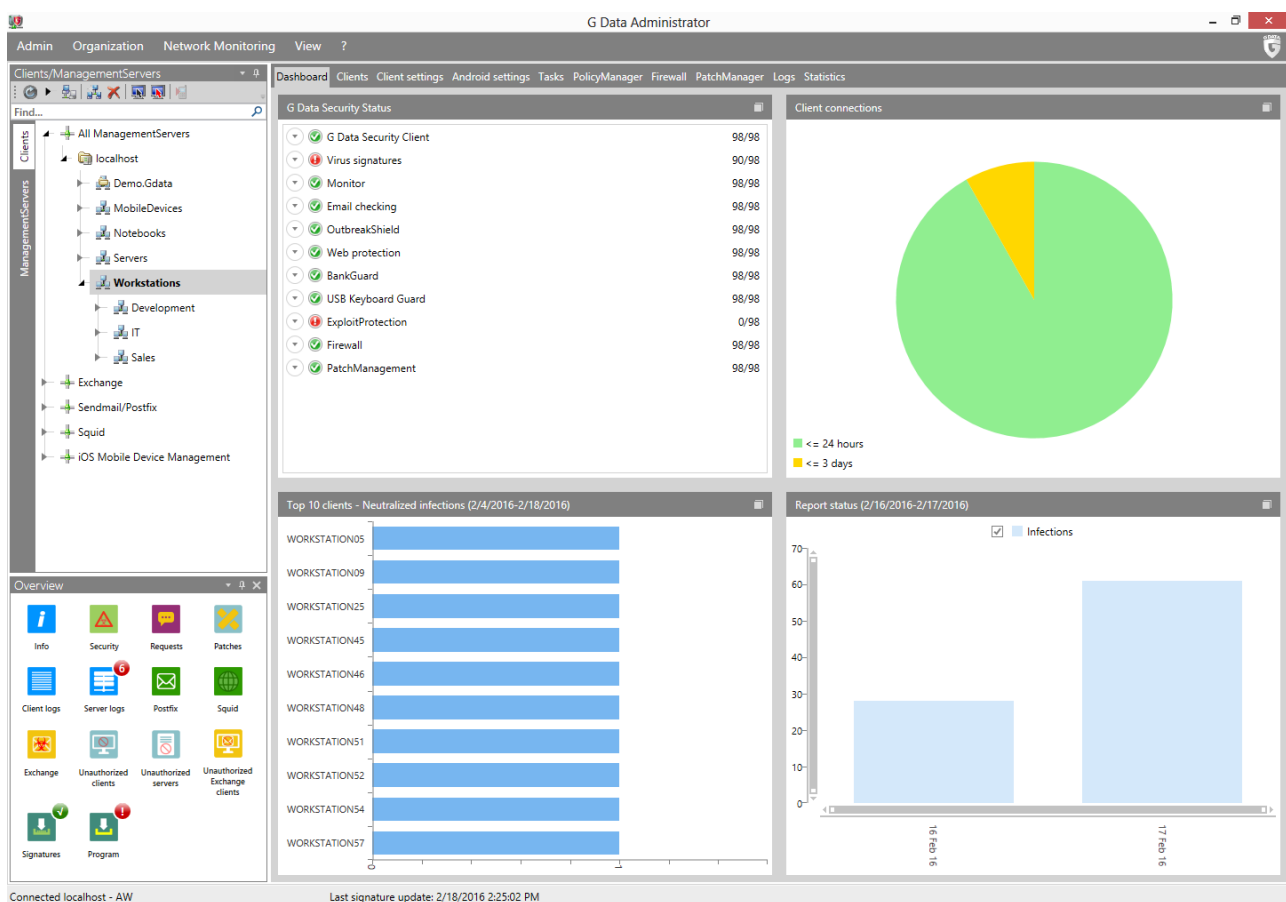 G Data Administrator
Admin Organization Network Monitoring View ?
G DATA
Clients/ManagementServers
Find...
Clients
ManagementServers
All ManagementServers
localhost
Demo.Gdata
MobileDevices
Notebooks
Servers
Workstations
Development
IT
Sales
Exchange
Sendmail/Postfix
Squid
iOS Mobile Device Management
Overview
Info
Security
Requests
Patches
6
Client logs
Server logs
Postfix
Squid
Exchange
Unauthorized
clients
Unauthorized
servers
Unauthorized
Exchange
clients
Signatures
Program
Dashboard Clients Client settings Android settings Tasks PolicyManager Firewall PatchManager Logs Statistics
G Data Security Status
G Data Security Client 98/98
Virus signatures 90/98
Monitor 98/98
Email checking 98/98
OutbreakShield 98/98
Web protection 98/98
BankGuard 98/98
USB Keyboard Guard 98/98
ExploitProtection 0/98
Firewall 98/98
PatchManagement 98/98
Client connections
<= 24 hours
<= 3 days
Top 10 clients - Neutralized infections (2/4/2016-2/18/2016)
WORKSTATION05
WORKSTATION09
WORKSTATION25
WORKSTATION45
WORKSTATION46
WORKSTATION48
WORKSTATION51
WORKSTATION52
WORKSTATION54
WORKSTATION57
0 1
Report status (2/16/2016-2/17/2016)
Infections
70
60
50
40
30
20
10
0
16 Feb 16
17 Feb 16
Connected localhost - AW
Last signature update: 2/18/2016 2:25:02 PM